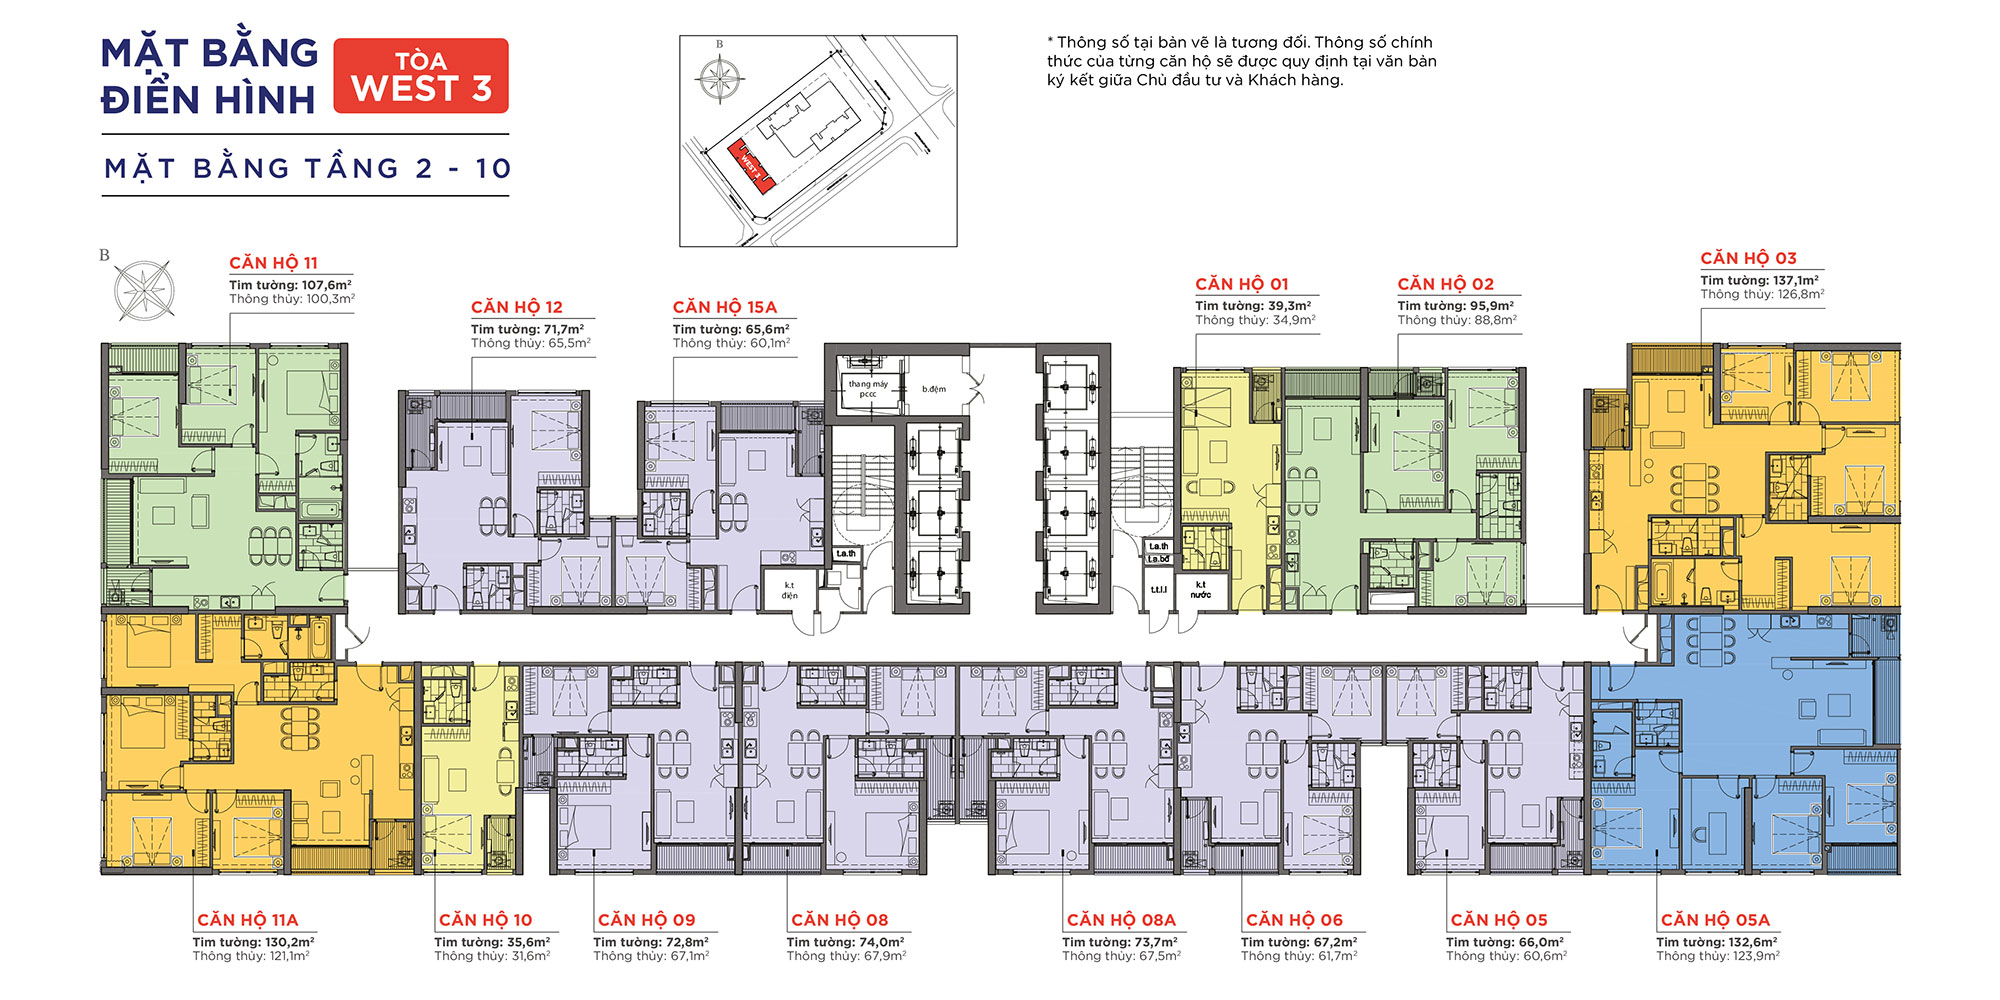 MẶT BẰNG
ĐIỂN HÌNH
TÒA
WEST 3
MẶT BẰNG TẦNG 2 - 10
B
WEST 3
* Thông số tại bản vẽ là tương đối. Thông số chính
thức của từng căn hộ sẽ được quy định tại văn bản
ký kết giữa Chủ đầu tư và Khách hàng.
B
CĂN HỘ 11
Tim tường: 107,6m²
Thông thủy: 100,3m²
CĂN HỘ 12
Tim tường: 71,7m²
Thông thủy: 65,5m²
CĂN HỘ 15A
Tim tường: 65,6m²
Thông thủy: 60,1m²
CĂN HỘ 01
Tim tường: 39,3m²
Thông thủy: 34,9m²
CĂN HỘ 02
Tim tường: 95,9m²
Thông thủy: 88,8m²
CĂN HỘ 03
Tim tường: 137,1m²
Thông thủy: 126,8m²
thang máy
pccc
b.đệm
t.a.th
k.t
điện
t.a.th
t.a.bđ
t.t.l.l
k.t
nước
CĂN HỘ 11A
Tim tường: 130,2m²
Thông thủy: 121,1m²
CĂN HỘ 10
Tim tường: 35,6m²
Thông thủy: 31,6m²
CĂN HỘ 09
Tim tường: 72,8m²
Thông thủy: 67,1m²
CĂN HỘ 08
Tim tường: 74,0m²
Thông thủy: 67,9m²
CĂN HỘ 08A
Tim tường: 73,7m²
Thông thủy: 67,5m²
CĂN HỘ 06
Tim tường: 67,2m²
Thông thủy: 61,7m²
CĂN HỘ 05
Tim tường: 66,0m²
Thông thủy: 60,6m²
CĂN HỘ 05A
Tim tường: 132,6m²
Thông thủy: 123,9m²